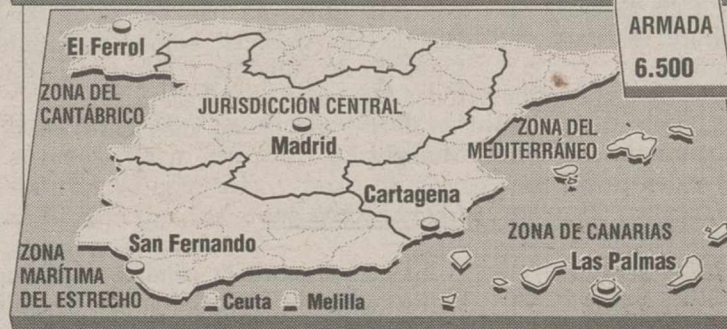 ARMADA
6.500
El Ferrol
ZONA DEL
CANTÁBRICO
JURISDICCIÓN CENTRAL
Madrid
ZONA DEL
MEDITERRÁNEO
Cartagena
ZONA DE CANARIAS
Las Palmas
San Fernando
ZONA
MARÍTIMA
DEL ESTRECHO
Ceuta
Melilla